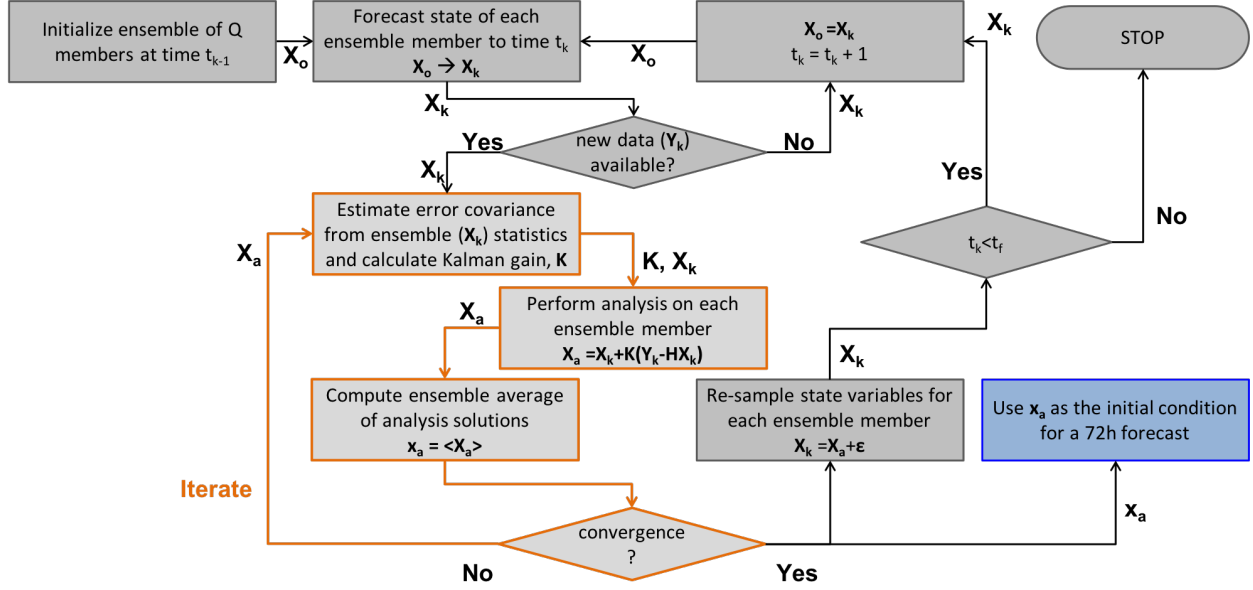 Initialize ensemble of Q
members at time tk-1
Xo
Forecast state of each
ensemble member to time tk
Xo → Xk
Xo
Xo =Xk
tk = tk + 1
Xk
STOP
Xk
Xk
Yes
new data (Yk)
available?
No
Xk
Yes
tk<tf
No
Estimate error covariance
from ensemble (Xk) statistics
and calculate Kalman gain, K
Xa
K, Xk
Perform analysis on each
ensemble member
Xa =Xk+K(Yk-HXk)
Xa
Xk
Compute ensemble average
of analysis solutions
xa = <Xa>
Re-sample state variables for
each ensemble member
Xk =Xa+ε
Use xa as the initial condition
for a 72h forecast
Iterate
xa
convergence
?
No
Yes